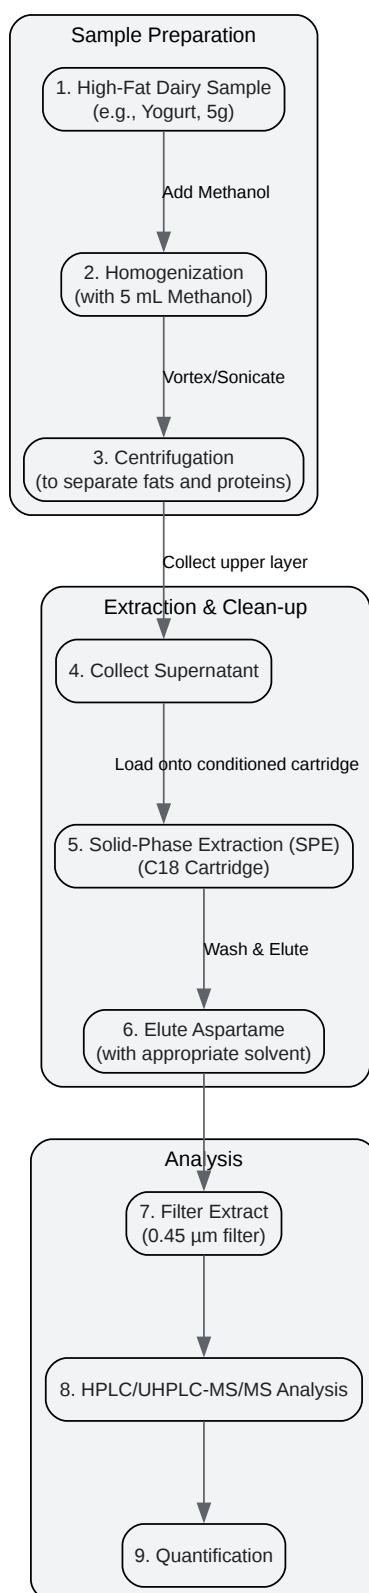 Sample Preparation
1. High-Fat Dairy Sample
(e.g., Yogurt, 5g)
Add Methanol
2. Homogenization
(with 5 mL Methanol)
Vortex/Sonicate
3. Centrifugation
(to separate fats and proteins)
Collect upper layer
Extraction & Clean-up
4. Collect Supernatant
Load onto conditioned cartridge
5. Solid-Phase Extraction (SPE)
(C18 Cartridge)
Wash & Elute
6. Elute Aspartame
(with appropriate solvent)
Analysis
7. Filter Extract
(0.45 µm filter)
8. HPLC/UHPLC-MS/MS Analysis
9. Quantification